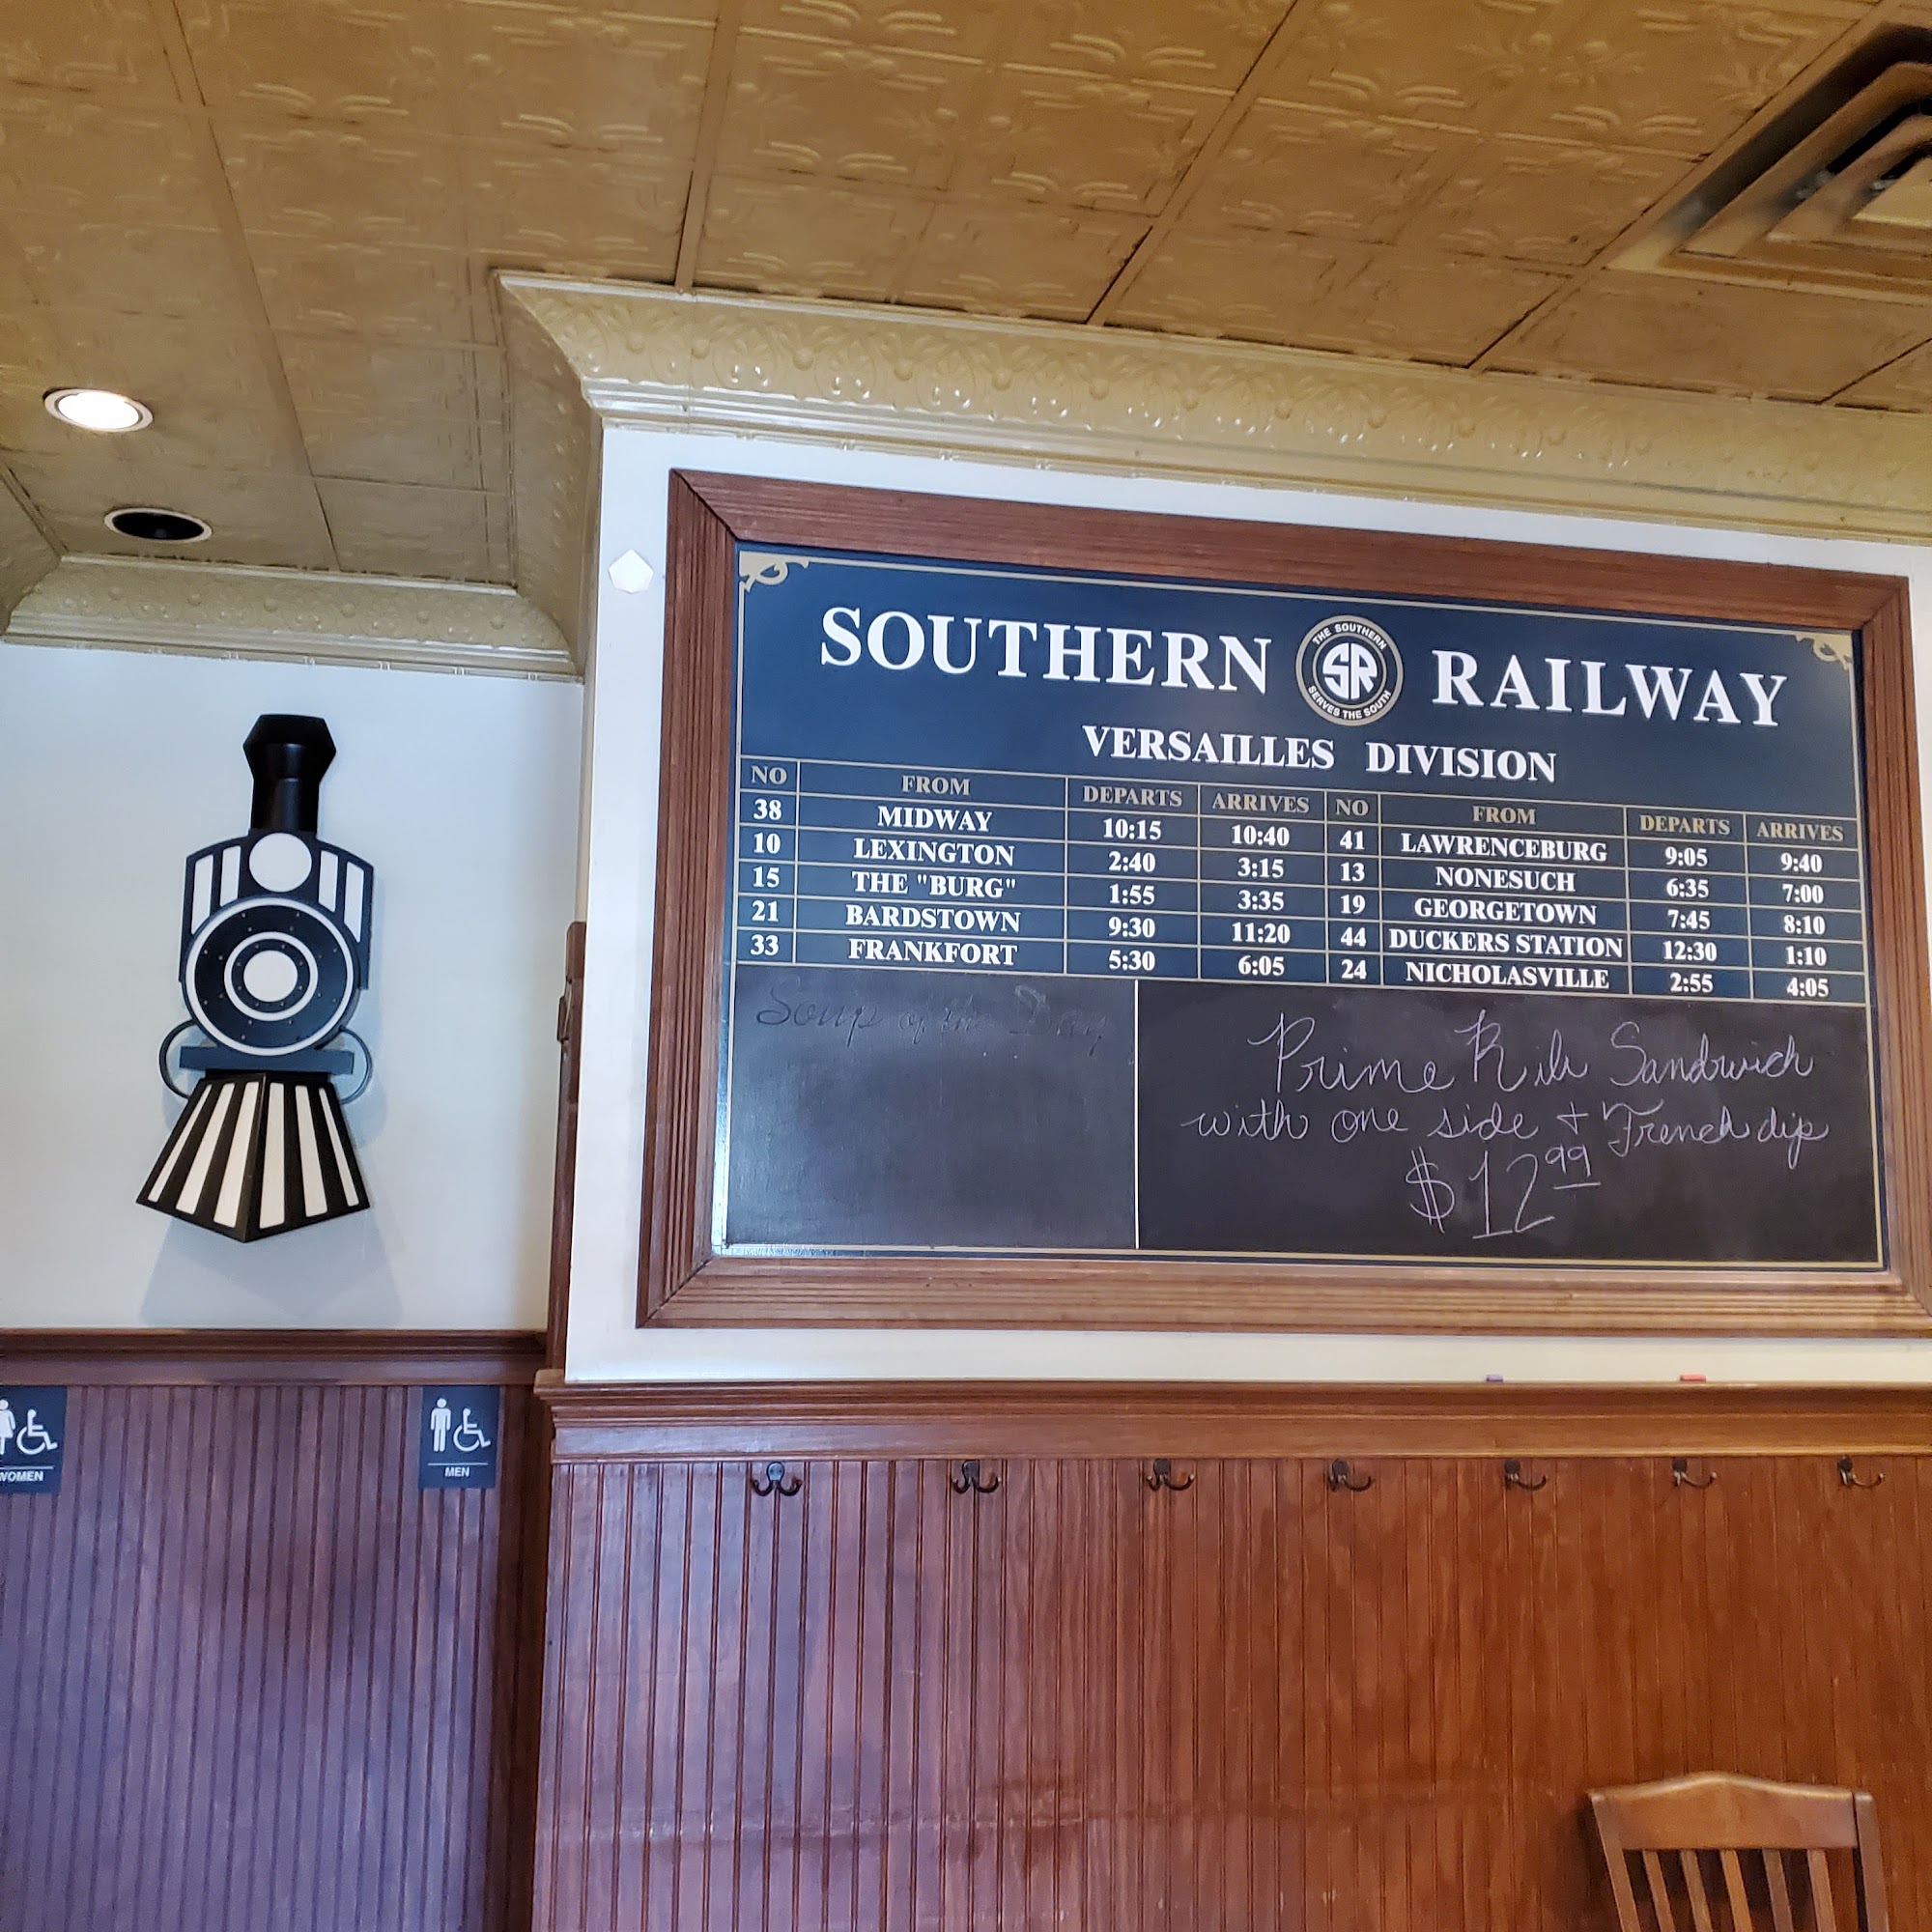 SOUTHERN THE SOUTHERN SR SERVES THE SOUTH RAILWAY
VERSAILLES DIVISION
NO FROM DEPARTS ARRIVES NO FROM DEPARTS ARRIVES
38 MIDWAY 10:15 10:40 41 LAWRENCEBURG 9:05 9:40
10 LEXINGTON 2:40 3:15 13 NONESUCH 6:35 7:00
15 THE "BURG" 1:55 3:35 19 GEORGETOWN 7:45 8:10
21 BARDSTOWN 9:30 11:20 44 DUCKERS STATION 12:30 1:10
33 FRANKFORT 5:30 6:05 24 NICHOLASVILLE 2:55 4:05
Soup of the Day
Prime Rib Sandwich
with one side + French dip
$12.99
WOMEN
MEN